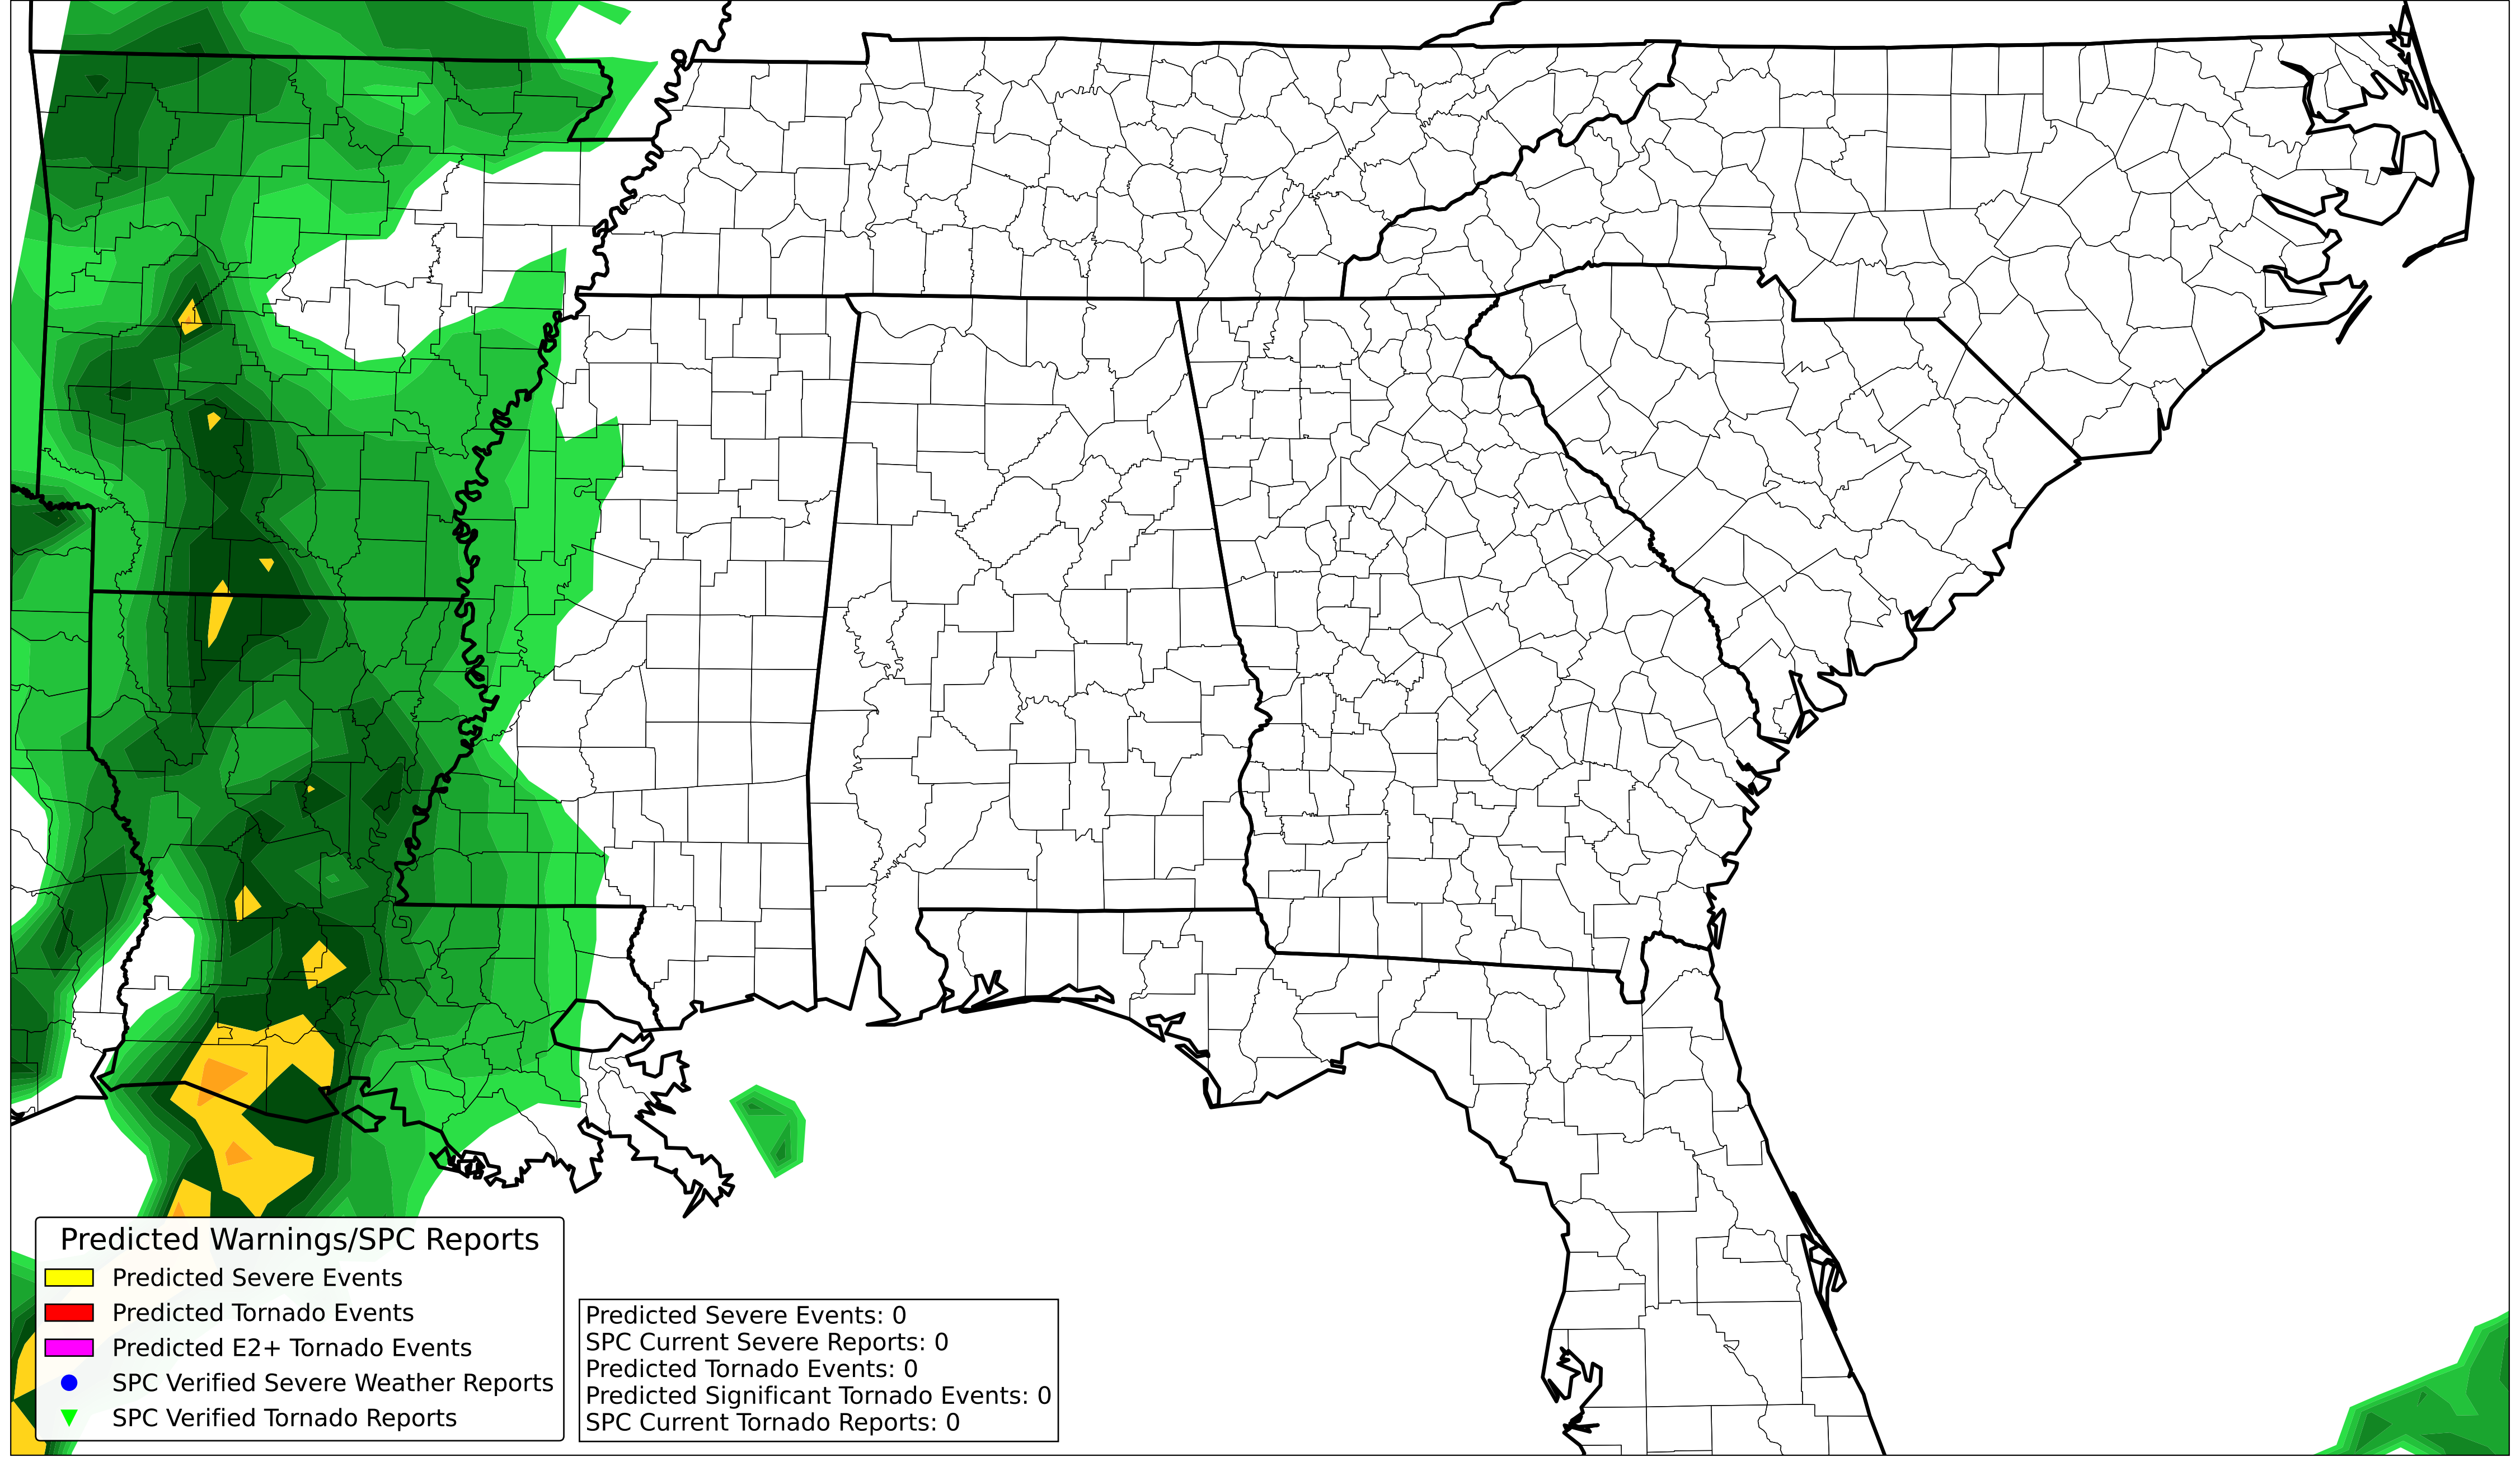 Predicted Warnings/SPC Reports
Predicted Severe Events
Predicted Tornado Events
Predicted E2+ Tornado Events
SPC Verified Severe Weather Reports
SPC Verified Tornado Reports
Predicted Severe Events: 0
SPC Current Severe Reports: 0
Predicted Tornado Events: 0
Predicted Significant Tornado Events: 0
SPC Current Tornado Reports: 0